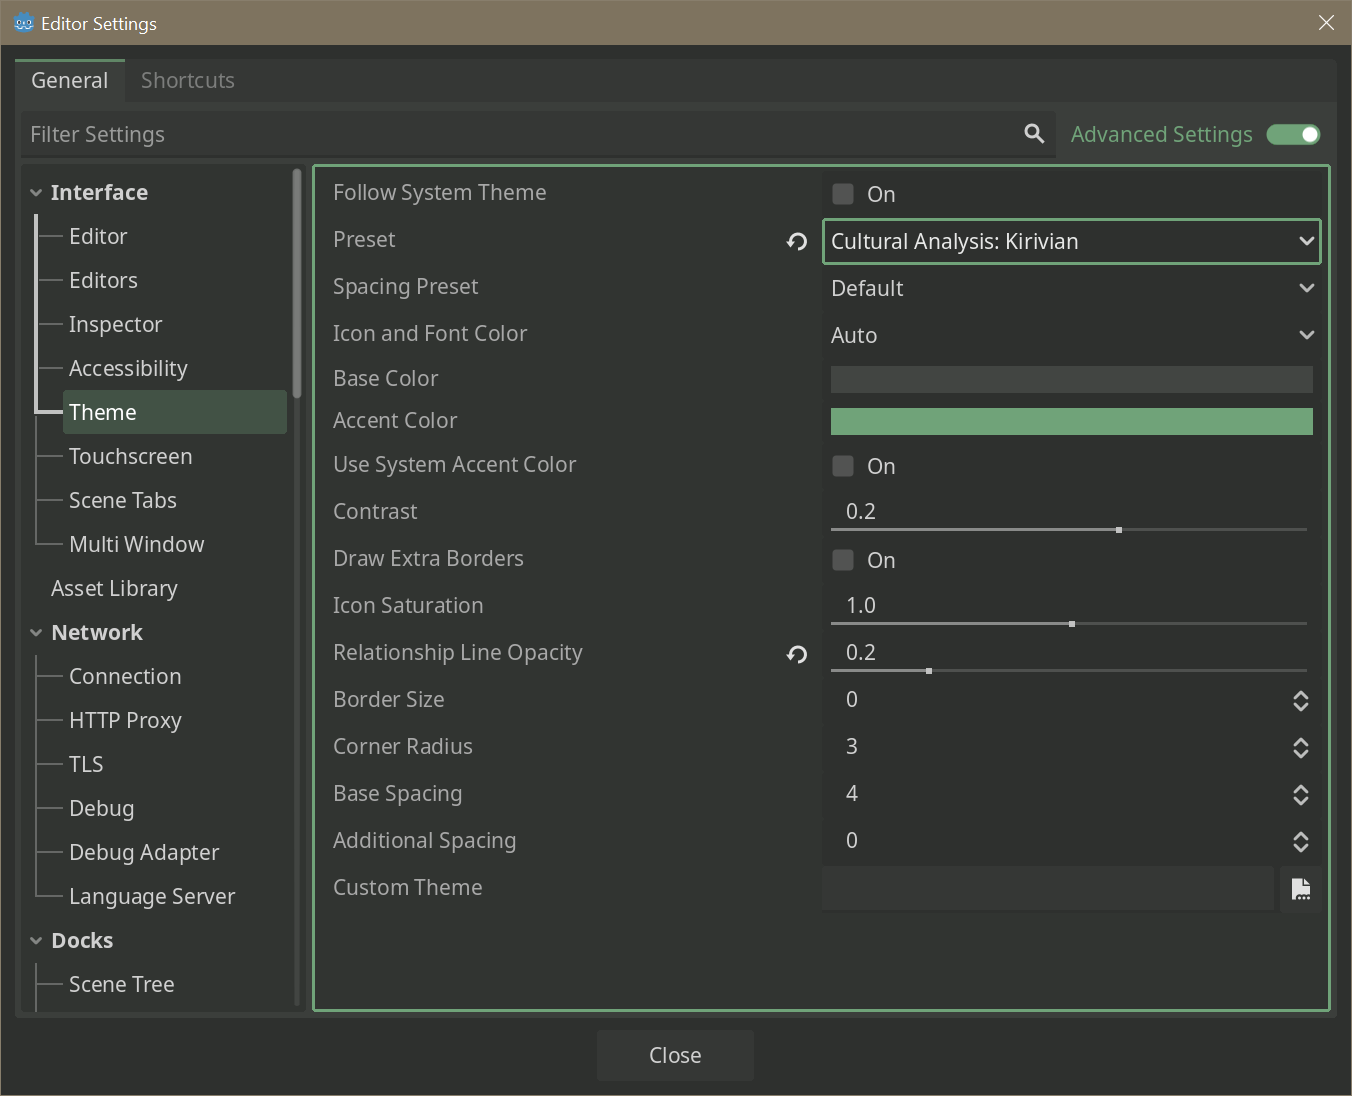 Editor Settings
General Shortcuts
Filter Settings Advanced Settings
Interface
Editor
Editors
Inspector
Accessibility
Theme
Touchscreen
Scene Tabs
Multi Window
Asset Library
Network
Connection
HTTP Proxy
TLS
Debug
Debug Adapter
Language Server
Docks
Scene Tree
Follow System Theme On
Preset Cultural Analysis: Kirivian
Spacing Preset Default
Icon and Font Color Auto
Base Color
Accent Color
Use System Accent Color On
Contrast 0.2
Draw Extra Borders On
Icon Saturation 1.0
Relationship Line Opacity 0.2
Border Size 0
Corner Radius 3
Base Spacing 4
Additional Spacing 0
Custom Theme
Close